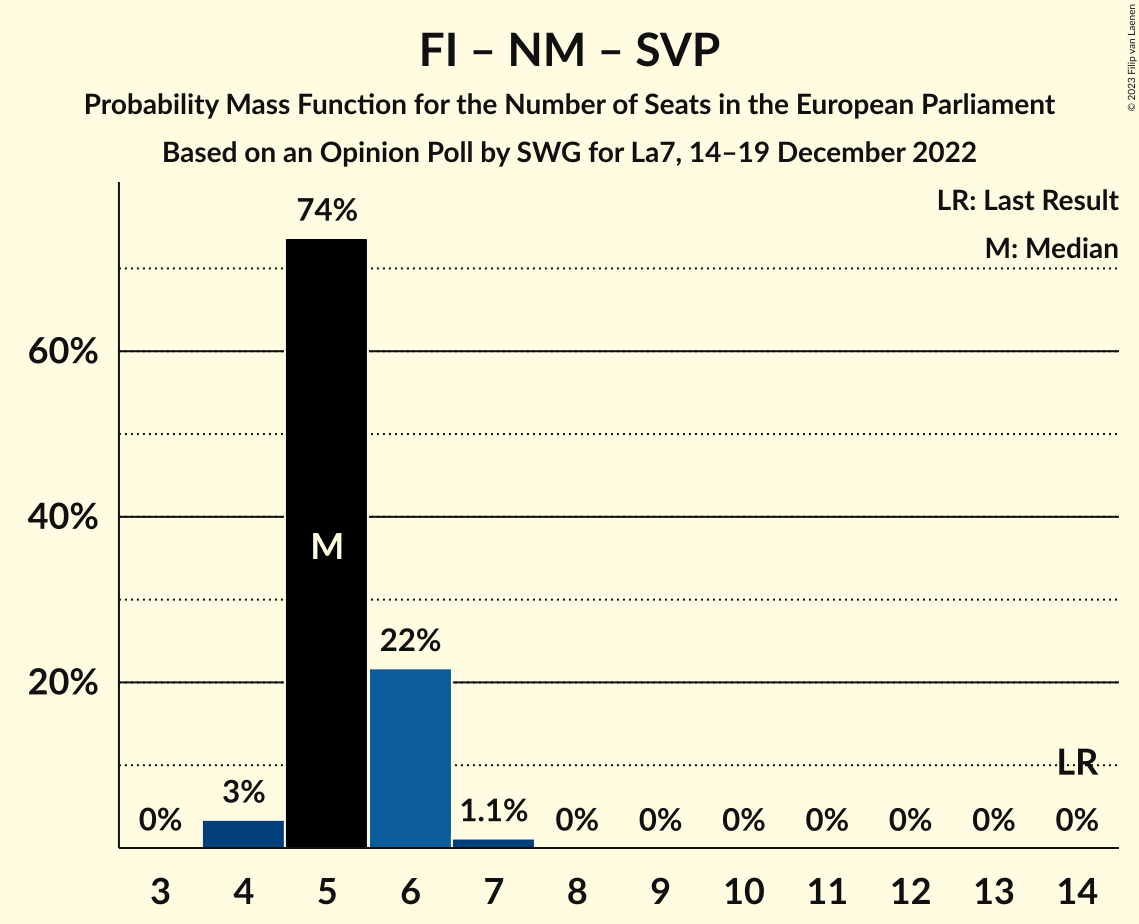 FI – NM – SVP
Probability Mass Function for the Number of Seats in the European Parliament
Based on an Opinion Poll by SWG for La7, 14–19 December 2022
© 2023 Filip van Laenen
LR: Last Result
M: Median
74%
60%
M
40%
22%
20%
LR
3%
1.1%
0% 0% 0% 0% 0% 0% 0% 0%
3 4 5 6 7 8 9 10 11 12 13 14